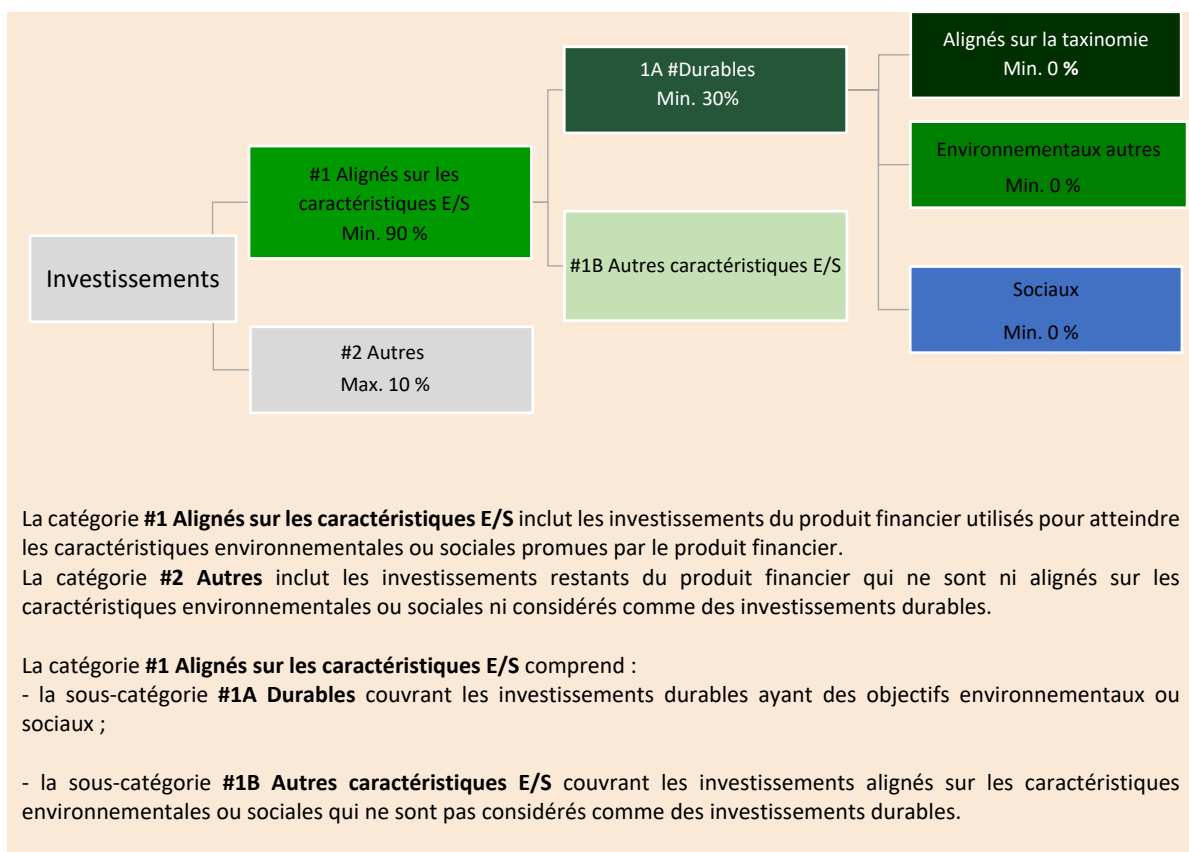 Alignés sur la taxinomie
Min. 0 %
1A #Durables
Min. 30%
Environnementaux autres
Min. 0 %
#1 Alignés sur les
caractéristiques E/S
Min. 90 %
#1B Autres caractéristiques E/S
Investissements
Sociaux
Min. 0 %
#2 Autres
Max. 10 %
La catégorie #1 Alignés sur les caractéristiques E/S inclut les investissements du produit financier utilisés pour atteindre
les caractéristiques environnementales ou sociales promues par le produit financier.
La catégorie #2 Autres inclut les investissements restants du produit financier qui ne sont ni alignés sur les
caractéristiques environnementales ou sociales ni considérés comme des investissements durables.
La catégorie #1 Alignés sur les caractéristiques E/S comprend :
- la sous-catégorie #1A Durables couvrant les investissements durables ayant des objectifs environnementaux ou
sociaux ;
- la sous-catégorie #1B Autres caractéristiques E/S couvrant les investissements alignés sur les caractéristiques
environnementales ou sociales qui ne sont pas considérés comme des investissements durables.